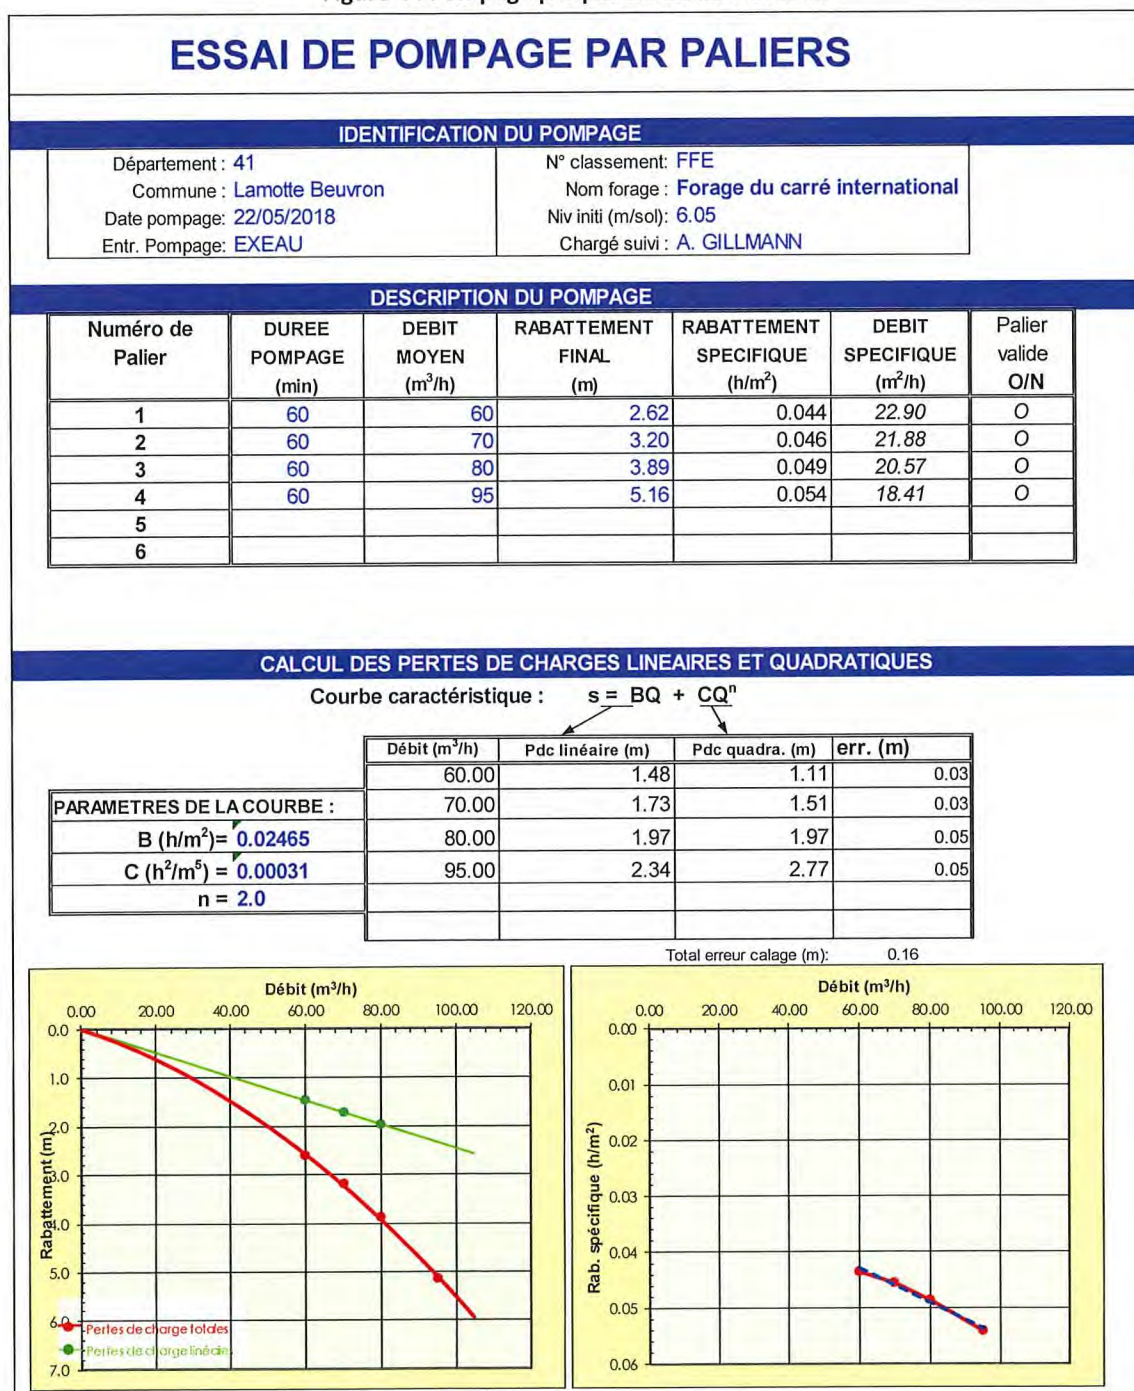 ESSAI DE POMPAGE PAR PALIERS
IDENTIFICATION DU POMPAGE
Département : 41 N° classement: FFE
Commune : Lamotte Beuvron Nom forage : Forage du carré international
Date pompage: 22/05/2018 Niv initi (m/sol): 6.05
Entr. Pompage: EXEAU Chargé suivi : A. GILLMANN
DESCRIPTION DU POMPAGE
Numéro de DUREE DEBIT RABATTEMENT RABATTEMENT DEBIT Palier
Palier POMPAGE MOYEN FINAL SPECIFIQUE SPECIFIQUE valide
(min) (m³/h) (m) (h/m²) (m²/h) O/N
1 60 60 2.62 0.044 22.90 O
2 60 70 3.20 0.046 21.88 O
3 60 80 3.89 0.049 20.57 O
4 60 95 5.16 0.054 18.41 O
5
6
CALCUL DES PERTES DE CHARGES LINEAIRES ET QUADRATIQUES
Courbe caractéristique : s = BQ + CQⁿ
Débit (m³/h) Pdc linéaire (m) Pdc quadra. (m) err. (m)
60.00 1.48 1.11 0.03
PARAMETRES DE LA COURBE : 70.00 1.73 1.51 0.03
B (h/m²)= 0.02465 80.00 1.97 1.97 0.05
C (h²/m⁵) = 0.00031 95.00 2.34 2.77 0.05
n = 2.0
Total erreur calage (m): 0.16
Débit (m³/h)
0.00 20.00 40.00 60.00 80.00 100.00 120.00
0.0
1.0
2.0
3.0
4.0
5.0
6.0
7.0
Rabattement (m)
Pertes de charge totales
Pertes de charge linéaire
Débit (m³/h)
0.00 20.00 40.00 60.00 80.00 100.00 120.00
0.00
0.01
0.02
0.03
0.04
0.05
0.06
Rab. spécifique (h/m²)